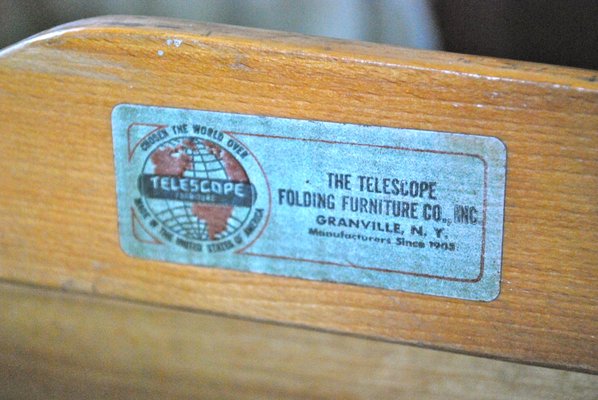 CHOSEN THE WORLD OVER
TELESCOPE
FURNITURE
MADE IN THE UNITED STATES OF AMERICA
THE TELESCOPE
FOLDING FURNITURE CO., INC.
GRANVILLE, N. Y.
Manufacturers Since 1903